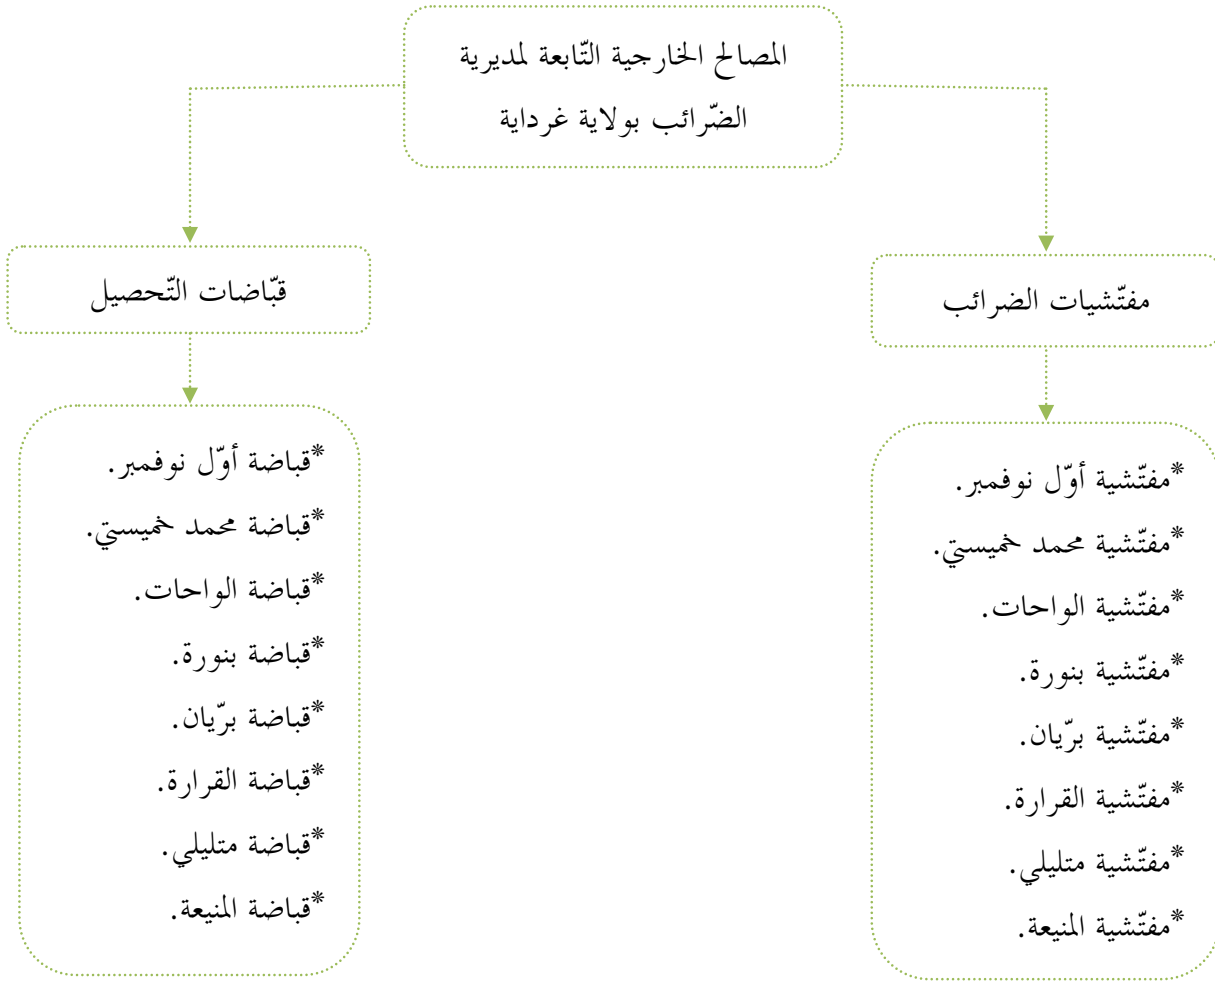 المصالح الخارجية التّابعة لمديرية
الضّرائب بولاية غرداية
مفتّشيات الضرائب
قبّاضات التّحصيل
*مفتّشية أوّل نوفمبر.
*مفتّشية محمد خميستي.
*مفتّشية الواحات.
*مفتّشية بنورة.
*مفتّشية برّيان.
*مفتّشية القرارة.
*مفتّشية متليلي.
*مفتّشية المنيعة.
*قباضة أوّل نوفمبر.
*قباضة محمد خميستي.
*قباضة الواحات.
*قباضة بنورة.
*قباضة برّيان.
*قباضة القرارة.
*قباضة متليلي.
*قباضة المنيعة.